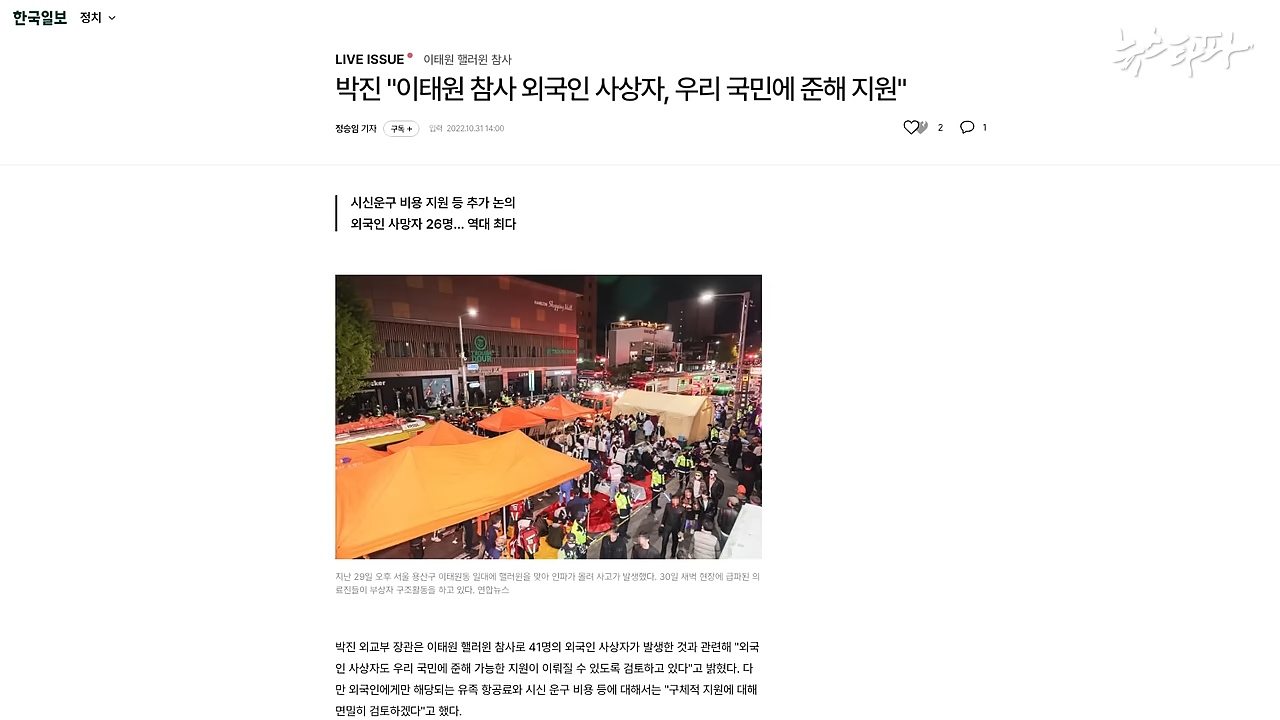 한국일보 정치
뉴스타파
LIVE ISSUE 이태원 핼러윈 참사
박진 "이태원 참사 외국인 사상자, 우리 국민에 준해 지원"
정승임 기자 구독 + 입력 2022.10.31 14:00
2 1
시신운구 비용 지원 등 추가 논의
외국인 사망자 26명... 역대 최다
Shopping Mall
지난 29일 오후 서울 용산구 이태원동 일대에 핼러윈을 맞아 인파가 몰려 사고가 발생했다. 30일 새벽 현장에 급파된 의
료진들이 부상자 구조활동을 하고 있다. 연합뉴스
박진 외교부 장관은 이태원 핼러윈 참사로 41명의 외국인 사상자가 발생한 것과 관련해 "외국
인 사상자도 우리 국민에 준해 가능한 지원이 이뤄질 수 있도록 검토하고 있다"고 밝혔다. 다
만 외국인에게만 해당되는 유족 항공료와 시신 운구 비용 등에 대해서는 "구체적 지원에 대해
면밀히 검토하겠다"고 했다.